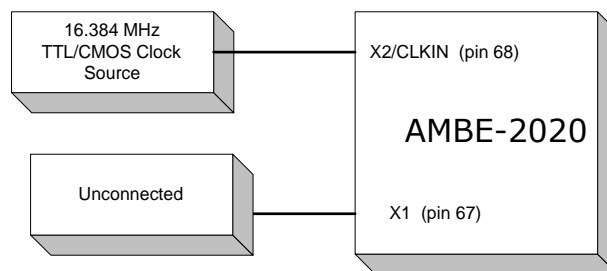 16.384 MHz
TTL/CMOS Clock
Source
X2/CLKIN (pin 68)
AMBE-2020
Unconnected
X1 (pin 67)